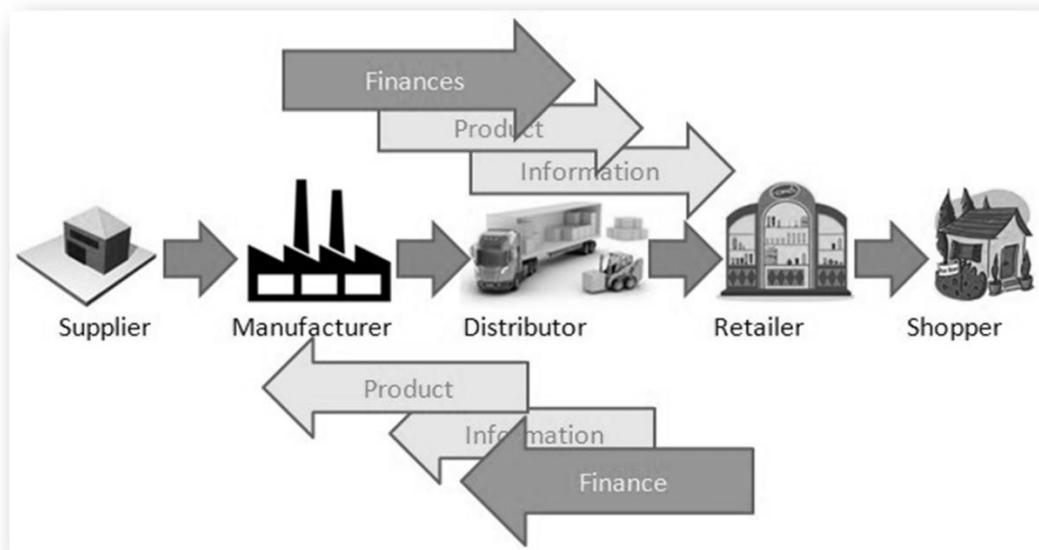 Finances
Product
Information
Supplier
Manufacturer
Distributor
Retailer
Shopper
Product
Information
Finance